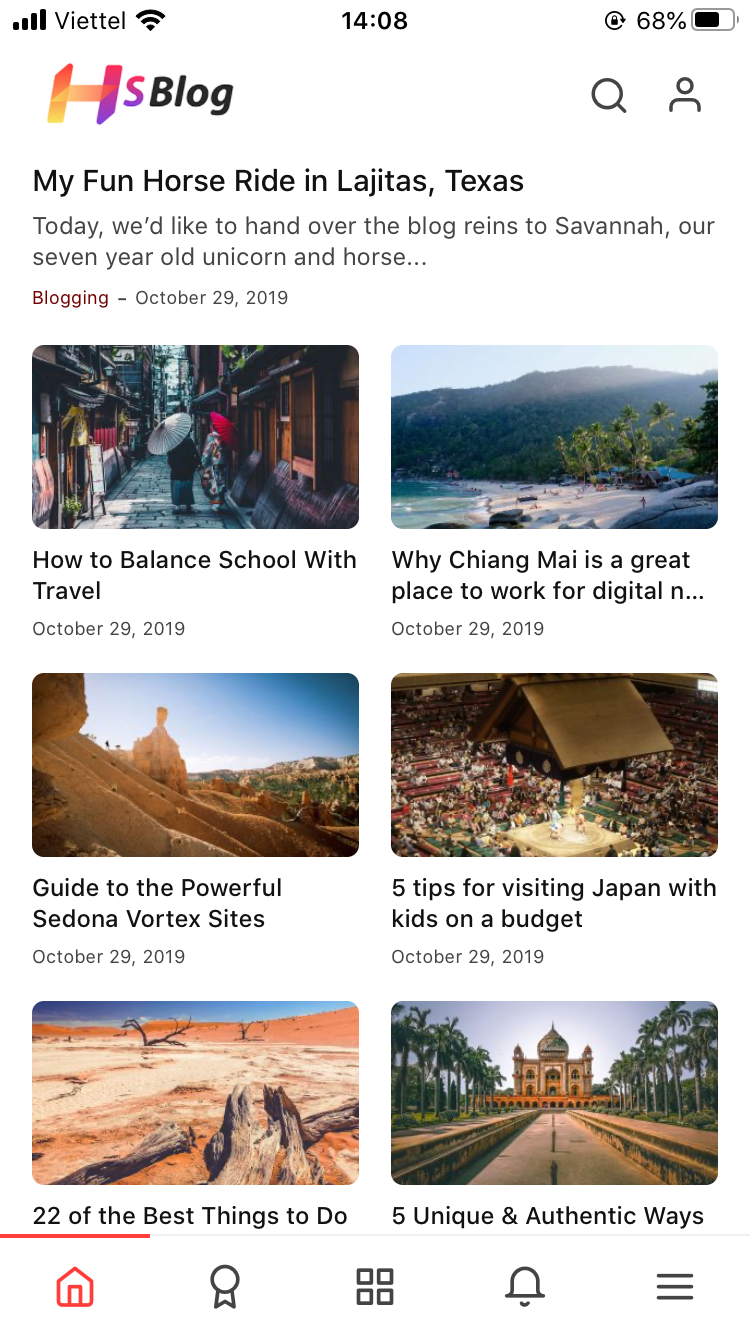 Viettel 14:08 68%
HS Blog
My Fun Horse Ride in Lajitas, Texas
Today, we’d like to hand over the blog reins to Savannah, our
seven year old unicorn and horse...
Blogging – October 29, 2019
How to Balance School With
Travel
October 29, 2019
Why Chiang Mai is a great
place to work for digital n...
October 29, 2019
Guide to the Powerful
Sedona Vortex Sites
October 29, 2019
5 tips for visiting Japan with
kids on a budget
October 29, 2019
22 of the Best Things to Do
5 Unique & Authentic Ways